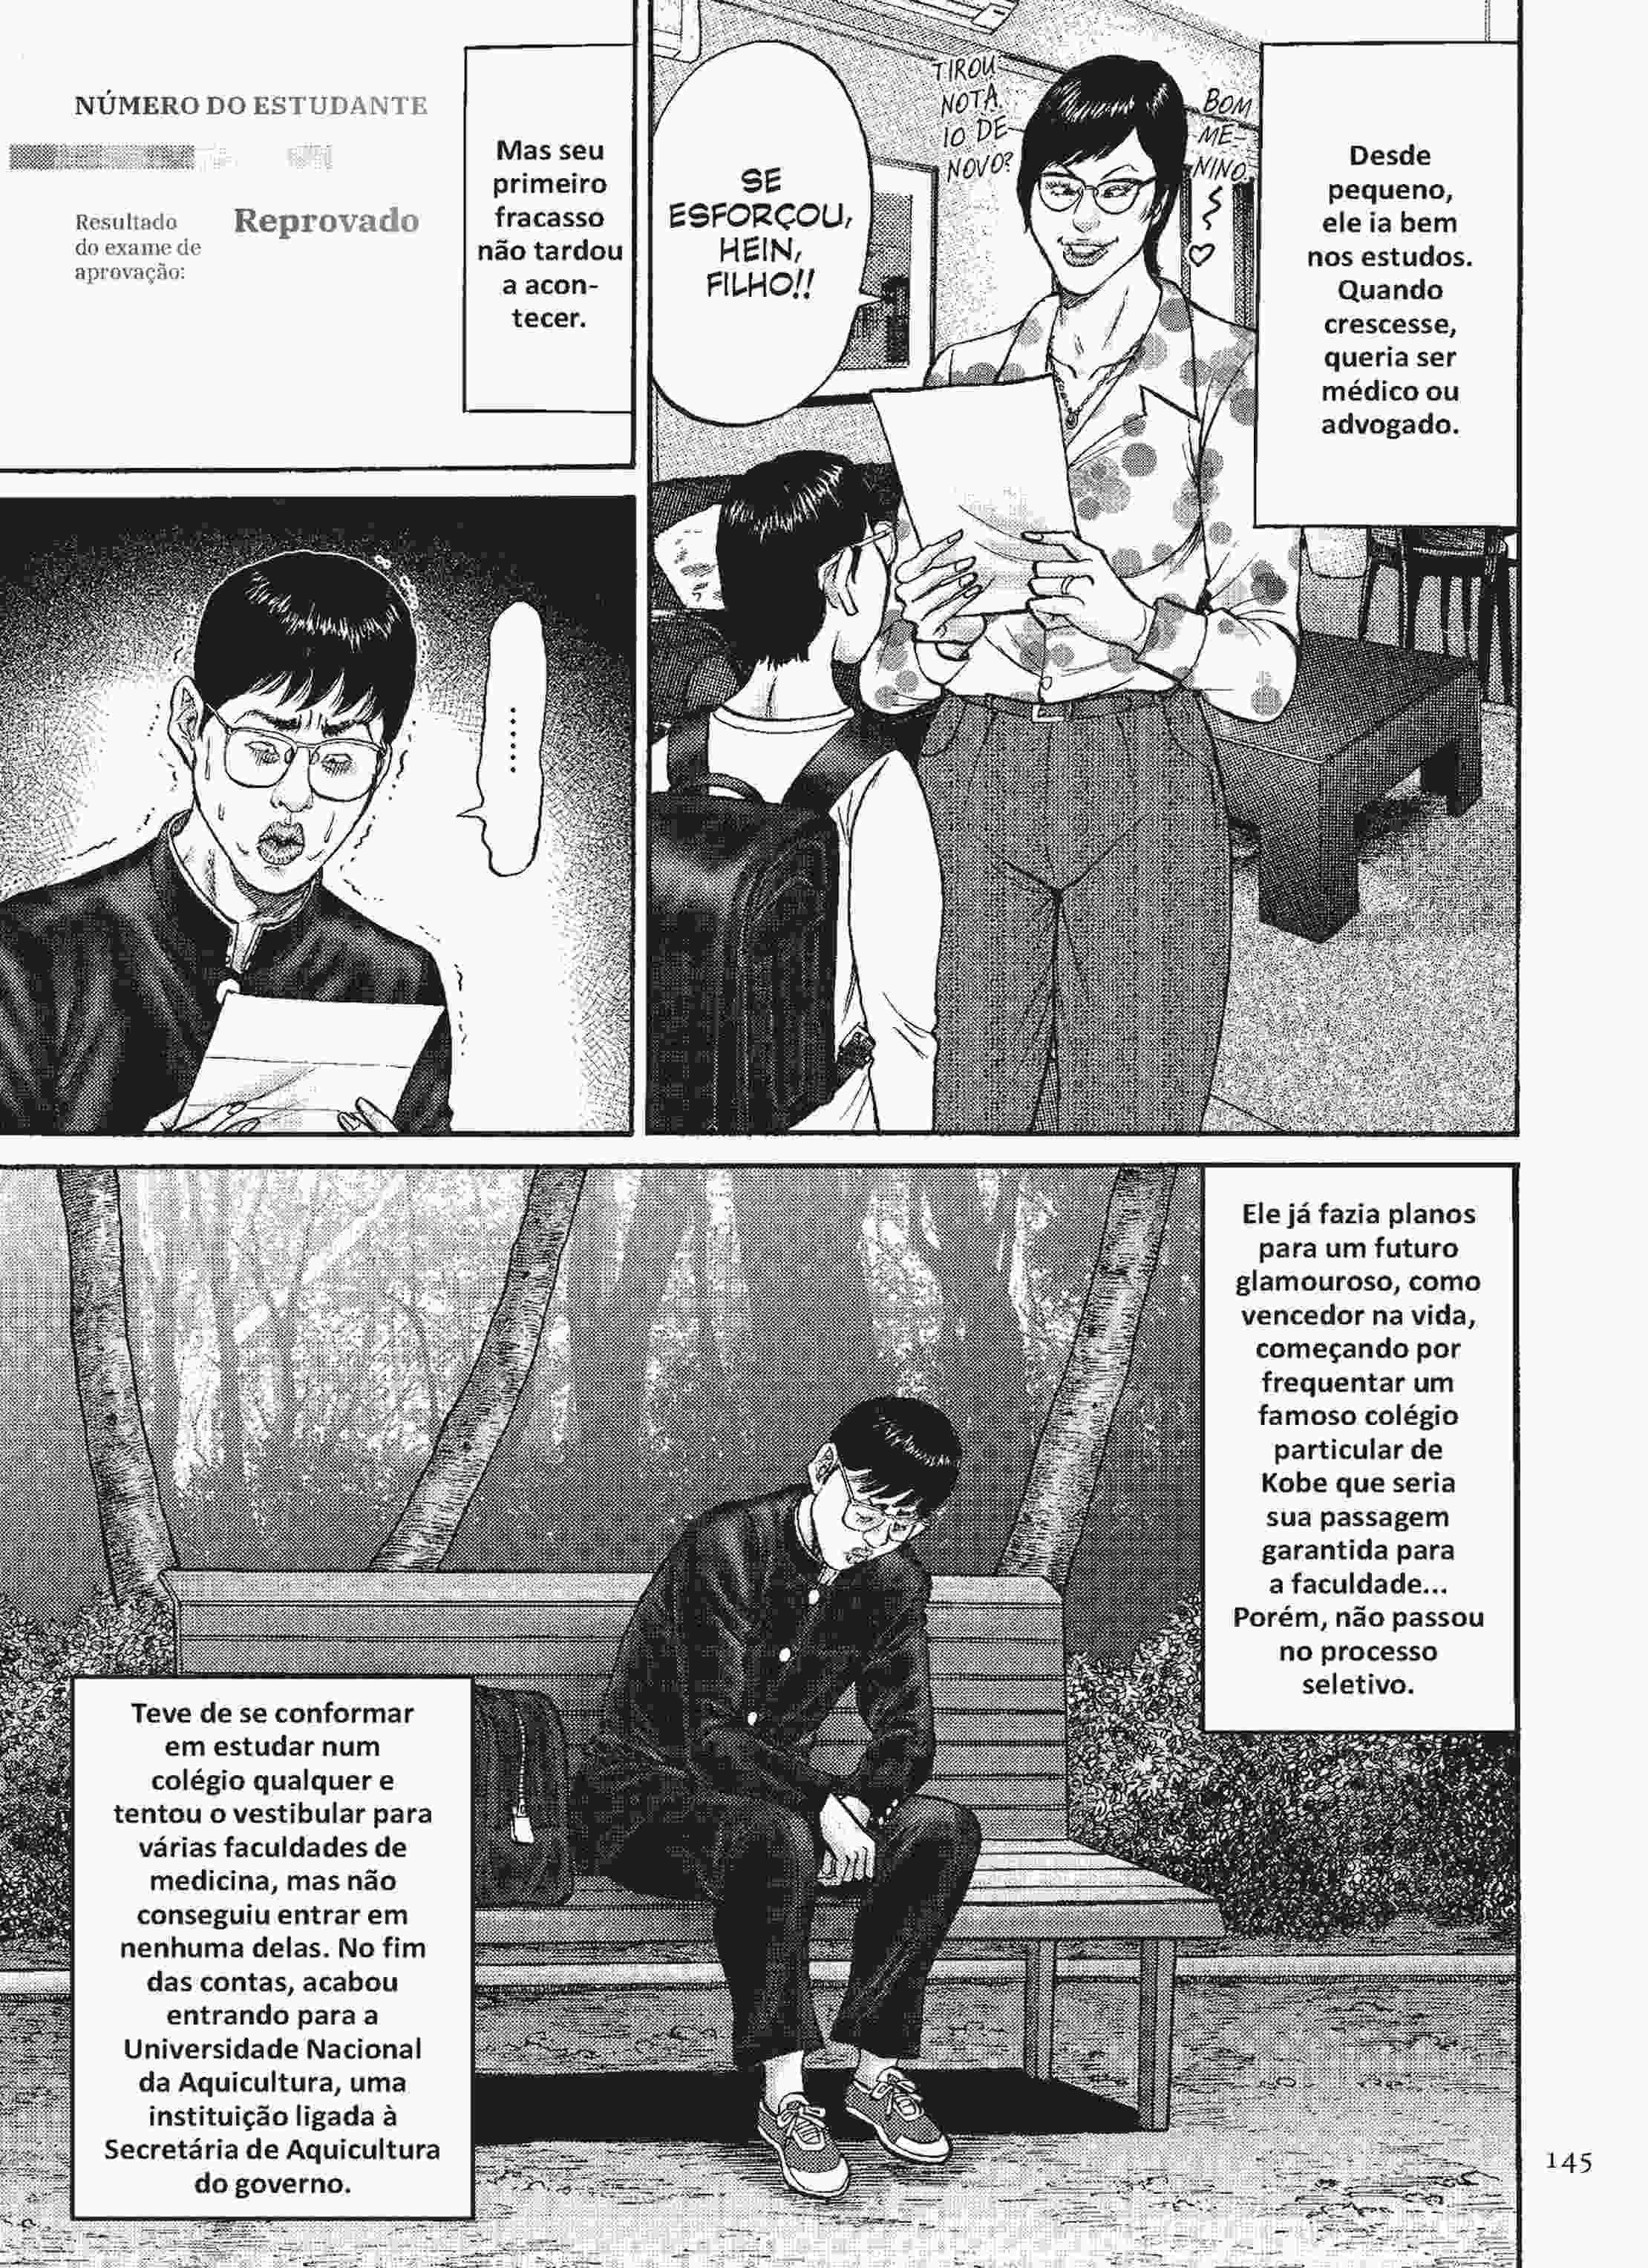 Desde
pequeno,
ele ia bem
nos estudos.
Quando
crescesse,
queria ser
médico ou
advogado.
BOM
ME-
NINO.
TIROU
NOTA
10 DE
NOVO?
SE
ESFORÇOU,
HEIN,
FILHO!!
Mas seu
primeiro
fracasso
não tardou
a acon-
tecer.
NÚMERO DO ESTUDANTE
Resultado
do exame de
aprovação:
Reprovado
......
Ele já fazia planos
para um futuro
glamouroso, como
vencedor na vida,
começando por
frequentar um
famoso colégio
particular de
Kobe que seria
sua passagem
garantida para
a faculdade...
Porém, não passou
no processo
seletivo.
Teve de se conformar
em estudar num
colégio qualquer e
tentou o vestibular para
várias faculdades de
medicina, mas não
conseguiu entrar em
nenhuma delas. No fim
das contas, acabou
entrando para a
Universidade Nacional
da Aquicultura, uma
instituição ligada à
Secretária de Aquicultura
do governo.
145